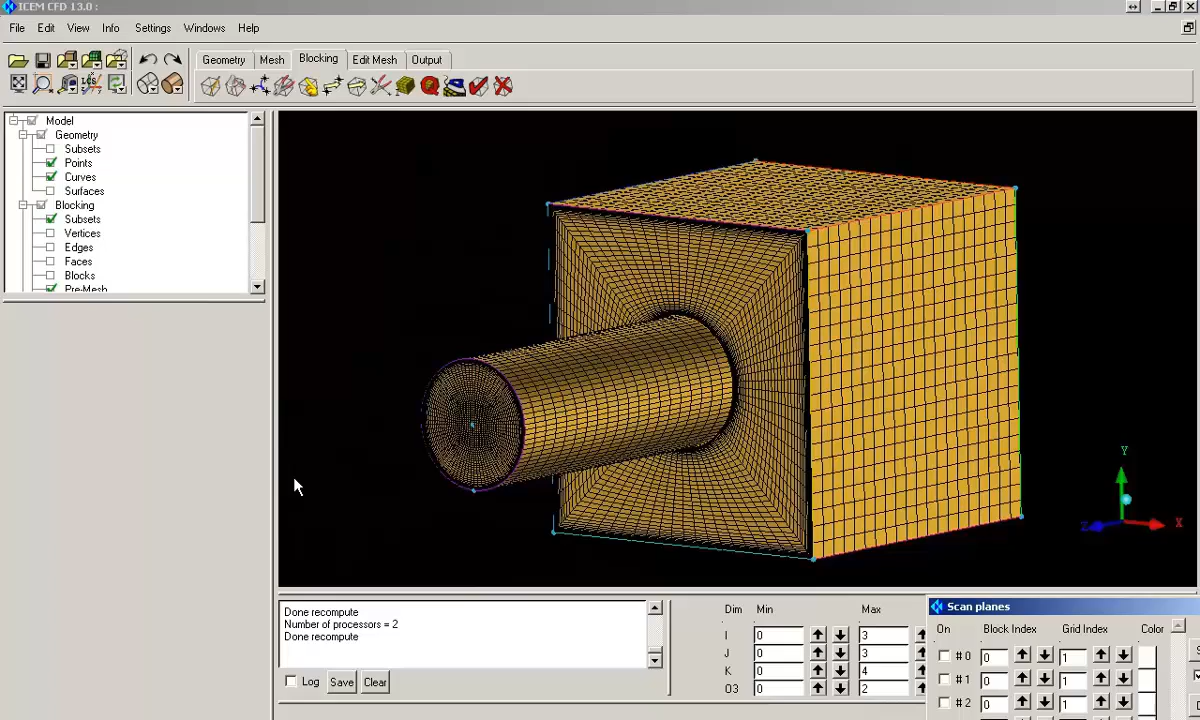 ICEM CFD 13.0 :
File Edit View Info Settings Windows Help
Geometry Mesh Blocking Edit Mesh Output
Model
Geometry
Subsets
Points
Curves
Surfaces
Blocking
Subsets
Vertices
Edges
Faces
Blocks
Pre-Mesh
Y
Z X
Done recompute
Number of processors = 2
Done recompute
Log Save Clear
Dim Min Max
I 0 3
J 0 3
K 0 4
O3 0 2
Scan planes
On Block Index Grid Index Color
#0 0 1
#1 0 1
#2 0 1